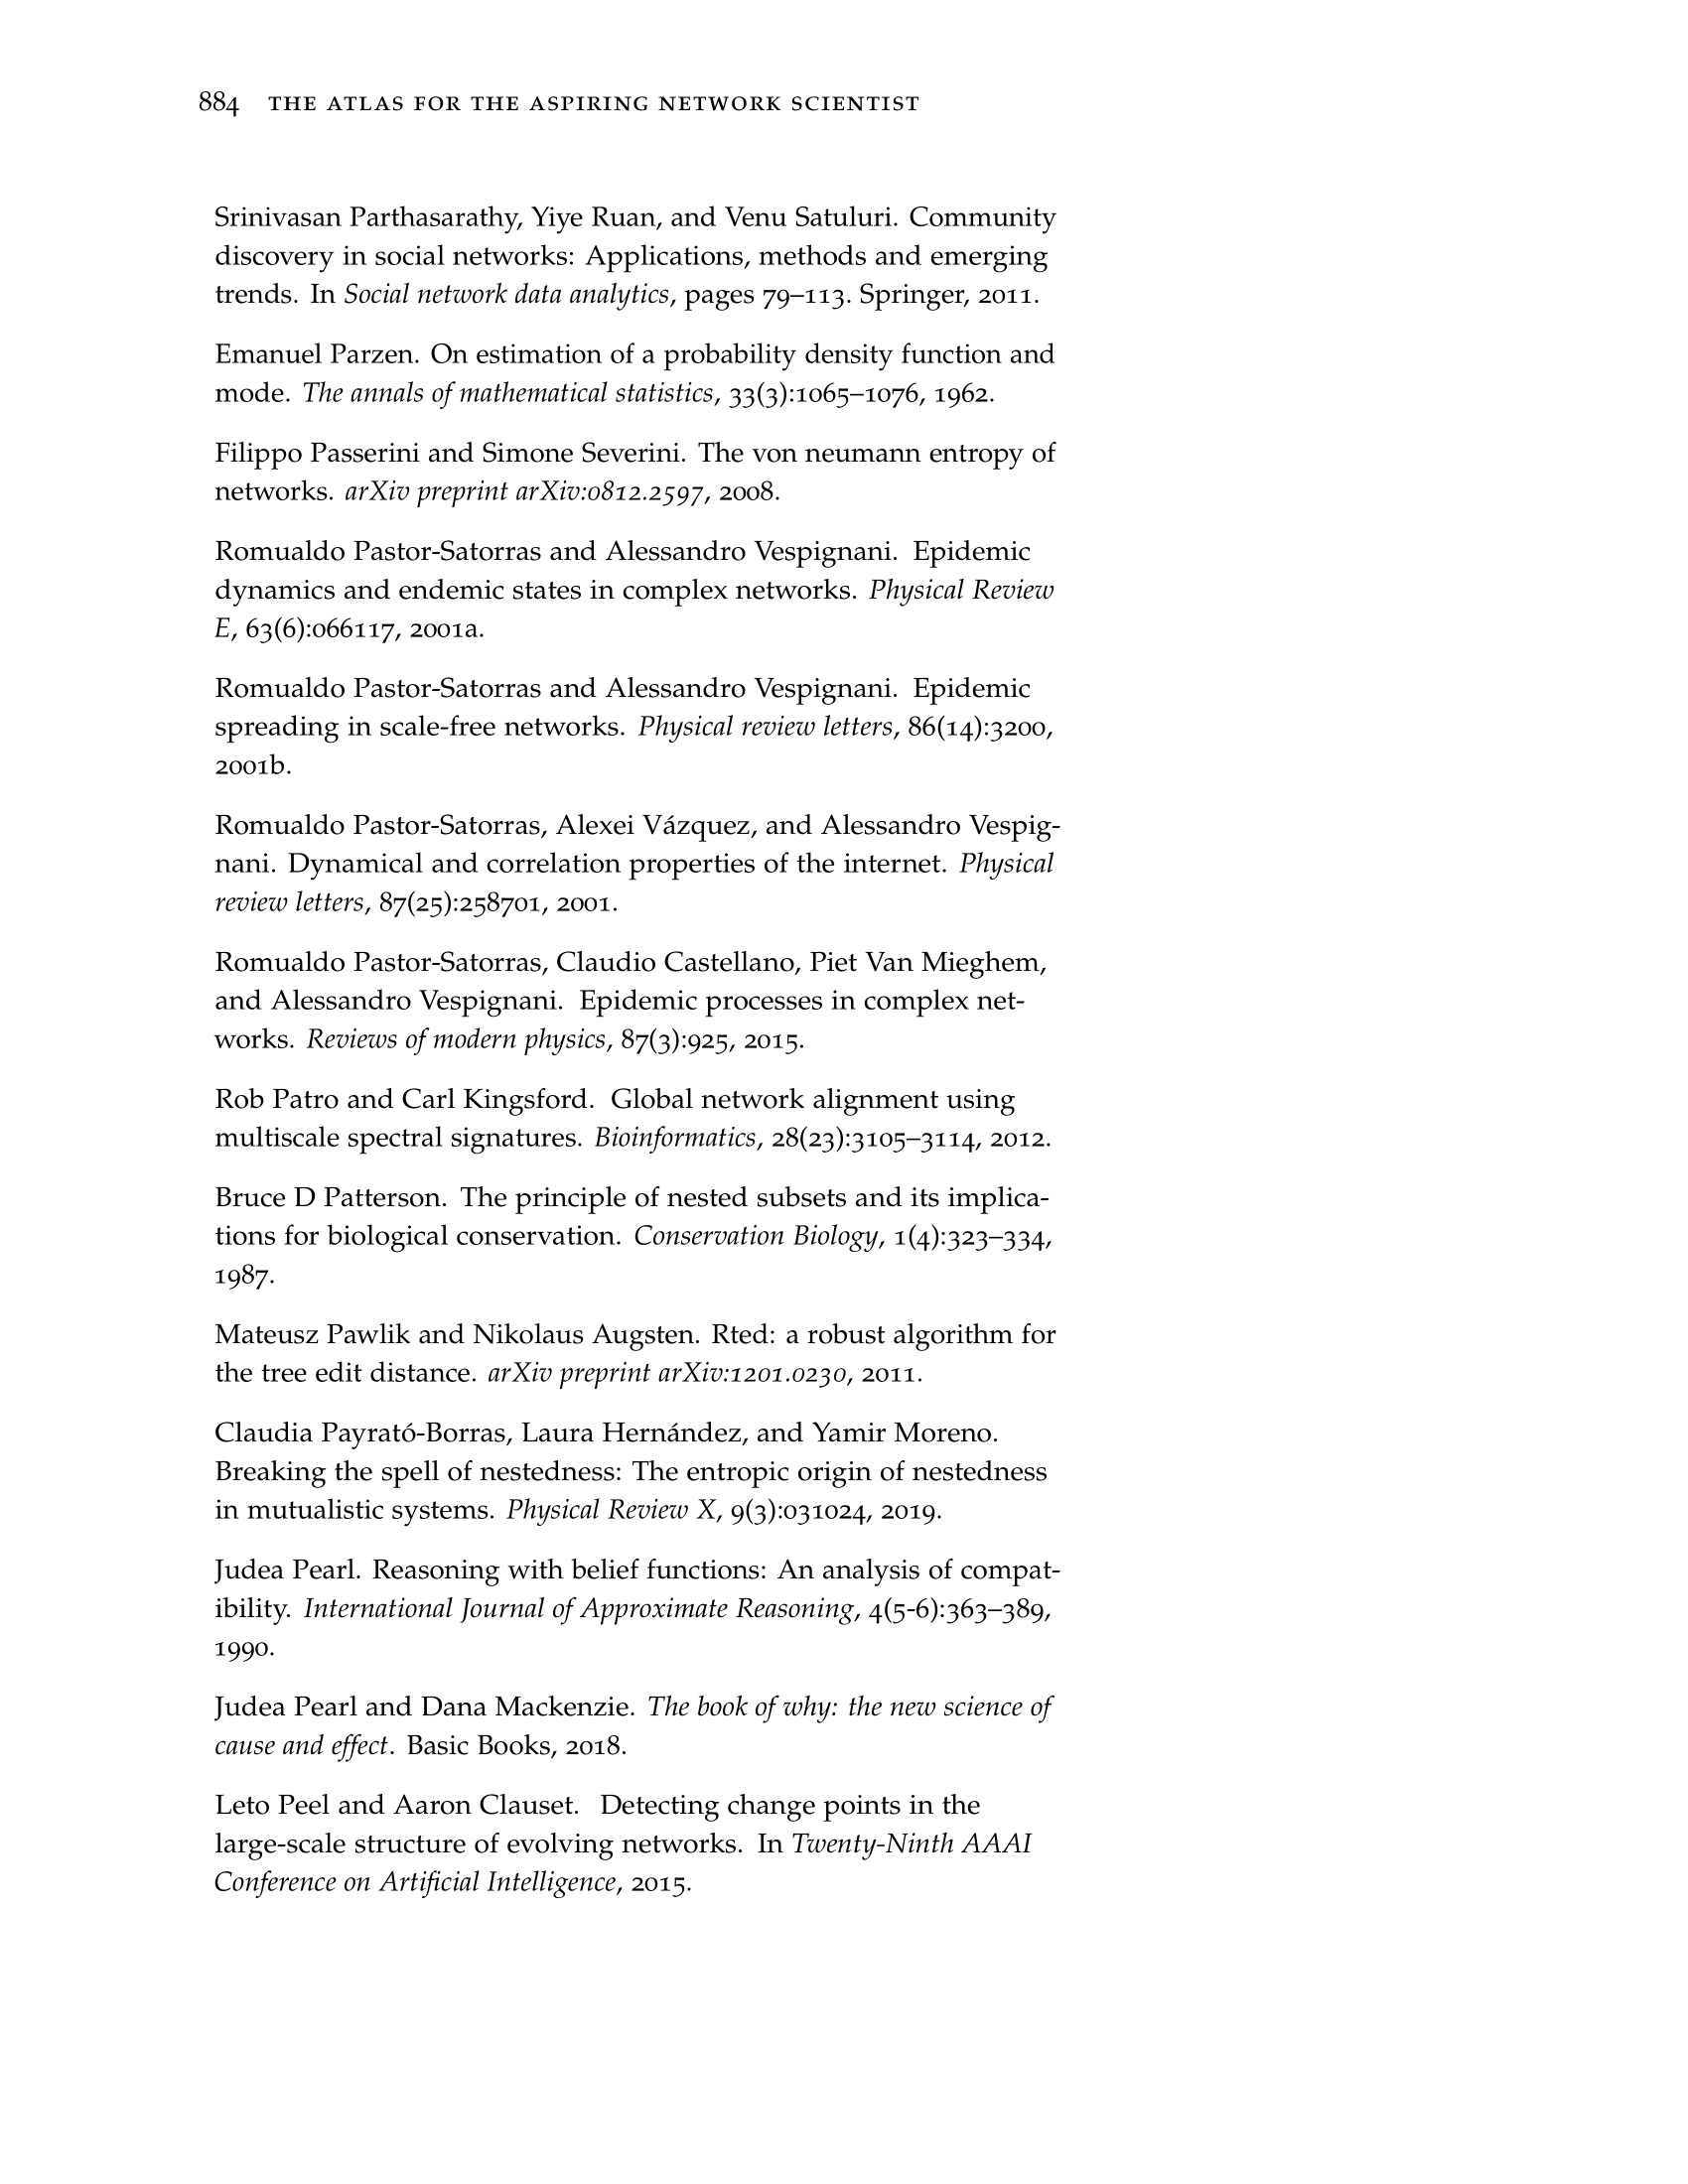 884 THE ATLAS FOR THE ASPIRING NETWORK SCIENTIST
Srinivasan Parthasarathy, Yiye Ruan, and Venu Satuluri. Community
discovery in social networks: Applications, methods and emerging
trends. In Social network data analytics, pages 79–113. Springer, 2011.
Emanuel Parzen. On estimation of a probability density function and
mode. The annals of mathematical statistics, 33(3):1065–1076, 1962.
Filippo Passerini and Simone Severini. The von neumann entropy of
networks. arXiv preprint arXiv:0812.2597, 2008.
Romualdo Pastor-Satorras and Alessandro Vespignani. Epidemic
dynamics and endemic states in complex networks. Physical Review
E, 63(6):066117, 2001a.
Romualdo Pastor-Satorras and Alessandro Vespignani. Epidemic
spreading in scale-free networks. Physical review letters, 86(14):3200,
2001b.
Romualdo Pastor-Satorras, Alexei Vázquez, and Alessandro Vespig-
nani. Dynamical and correlation properties of the internet. Physical
review letters, 87(25):258701, 2001.
Romualdo Pastor-Satorras, Claudio Castellano, Piet Van Mieghem,
and Alessandro Vespignani. Epidemic processes in complex net-
works. Reviews of modern physics, 87(3):925, 2015.
Rob Patro and Carl Kingsford. Global network alignment using
multiscale spectral signatures. Bioinformatics, 28(23):3105–3114, 2012.
Bruce D Patterson. The principle of nested subsets and its implica-
tions for biological conservation. Conservation Biology, 1(4):323–334,
1987.
Mateusz Pawlik and Nikolaus Augsten. Rted: a robust algorithm for
the tree edit distance. arXiv preprint arXiv:1201.0230, 2011.
Claudia Payrató-Borras, Laura Hernández, and Yamir Moreno.
Breaking the spell of nestedness: The entropic origin of nestedness
in mutualistic systems. Physical Review X, 9(3):031024, 2019.
Judea Pearl. Reasoning with belief functions: An analysis of compat-
ibility. International Journal of Approximate Reasoning, 4(5-6):363–389,
1990.
Judea Pearl and Dana Mackenzie. The book of why: the new science of
cause and effect. Basic Books, 2018.
Leto Peel and Aaron Clauset. Detecting change points in the
large-scale structure of evolving networks. In Twenty-Ninth AAAI
Conference on Artificial Intelligence, 2015.